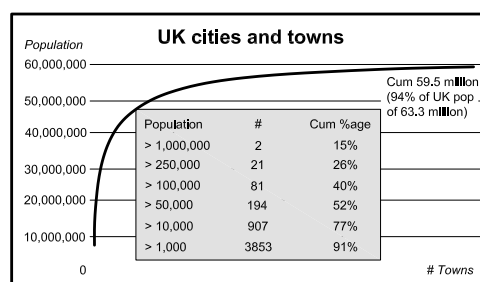 UK cities and towns
Population
60,000,000
50,000,000
40,000,000
30,000,000
20,000,000
10,000,000
0
Cum 59.5 million
(94% of UK pop .
of 63.3 million)
Population # Cum %age
> 1,000,000 2 15%
> 250,000 21 26%
> 100,000 81 40%
> 50,000 194 52%
> 10,000 907 77%
> 1,000 3853 91%
# Towns